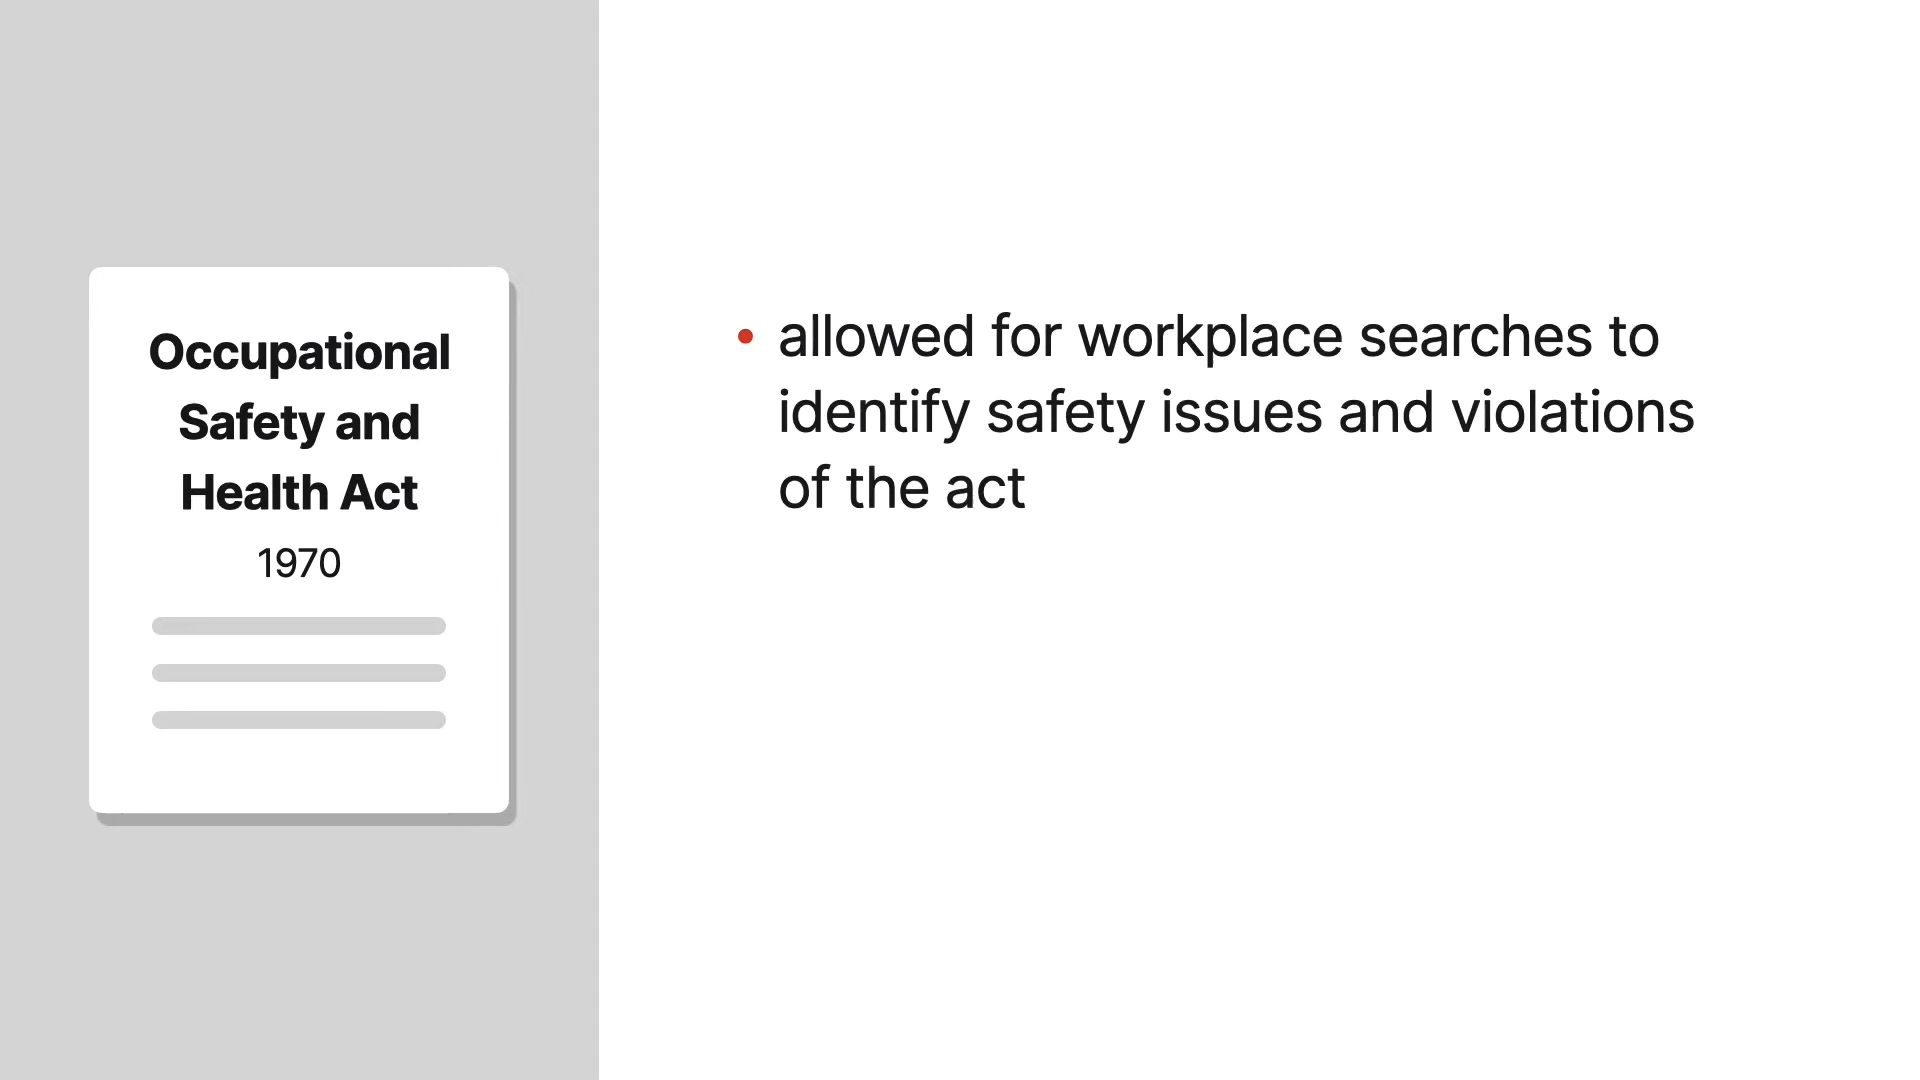 Occupational
Safety and
Health Act
1970
• allowed for workplace searches to
identify safety issues and violations
of the act